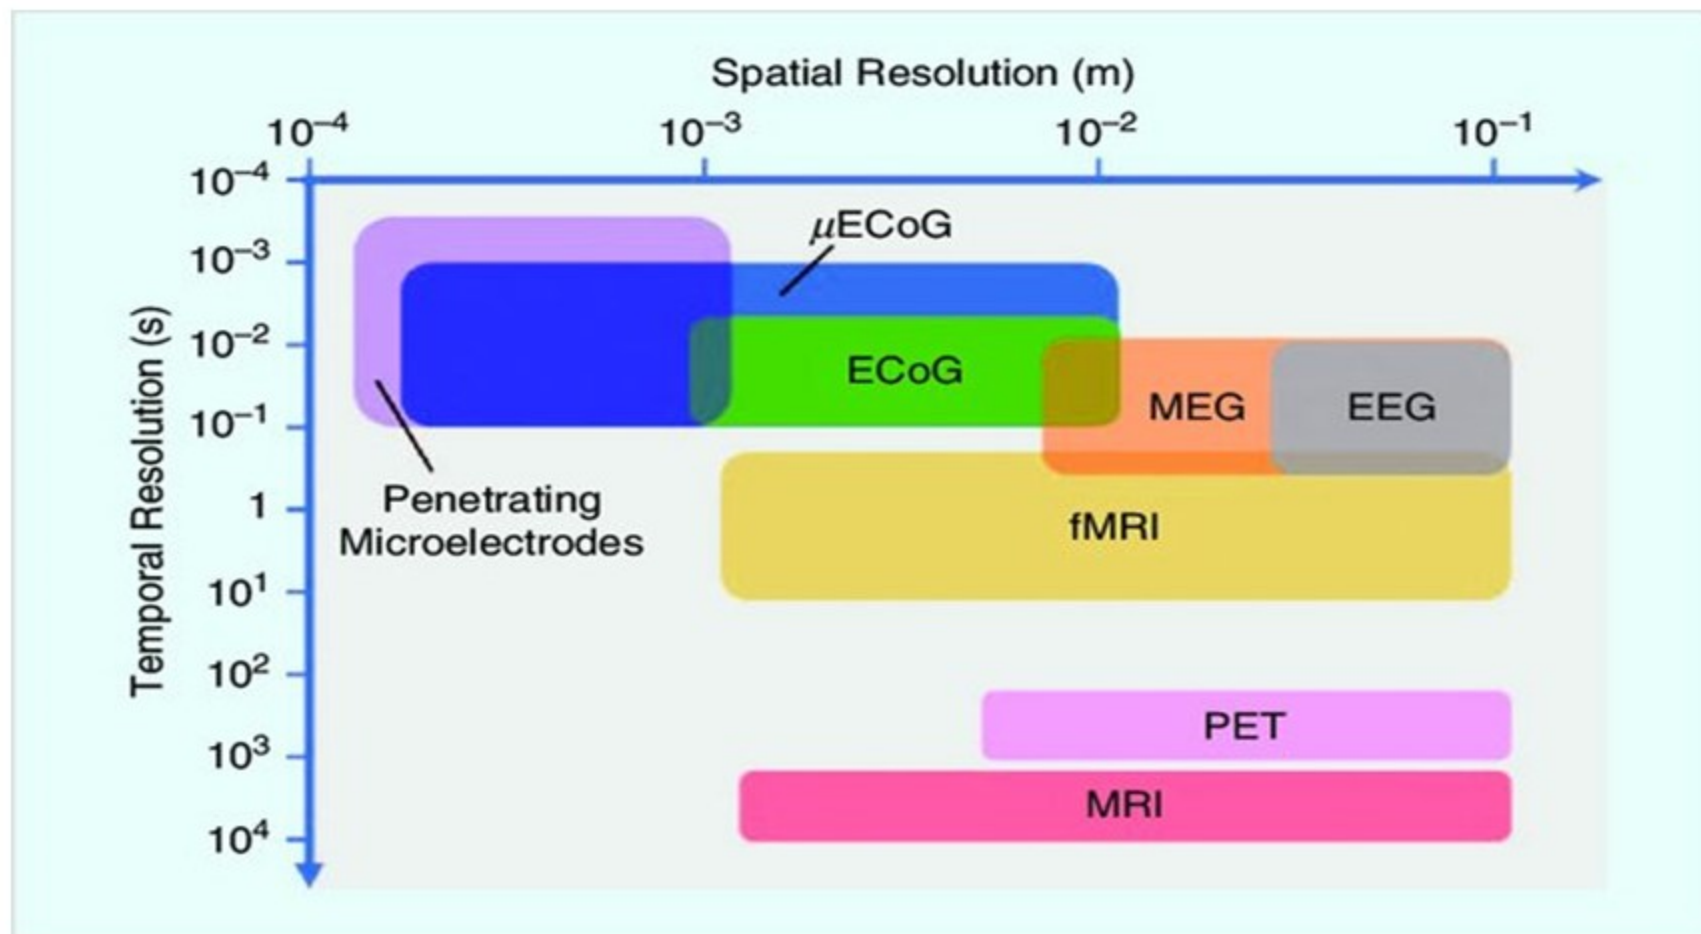 Spatial Resolution (m)
10–4 10–3 10–2 10–1
Temporal Resolution (s)
10–4
10–3
10–2
10–1
1
101
102
103
104
μECoG
ECoG
MEG EEG
Penetrating
Microelectrodes
fMRI
PET
MRI